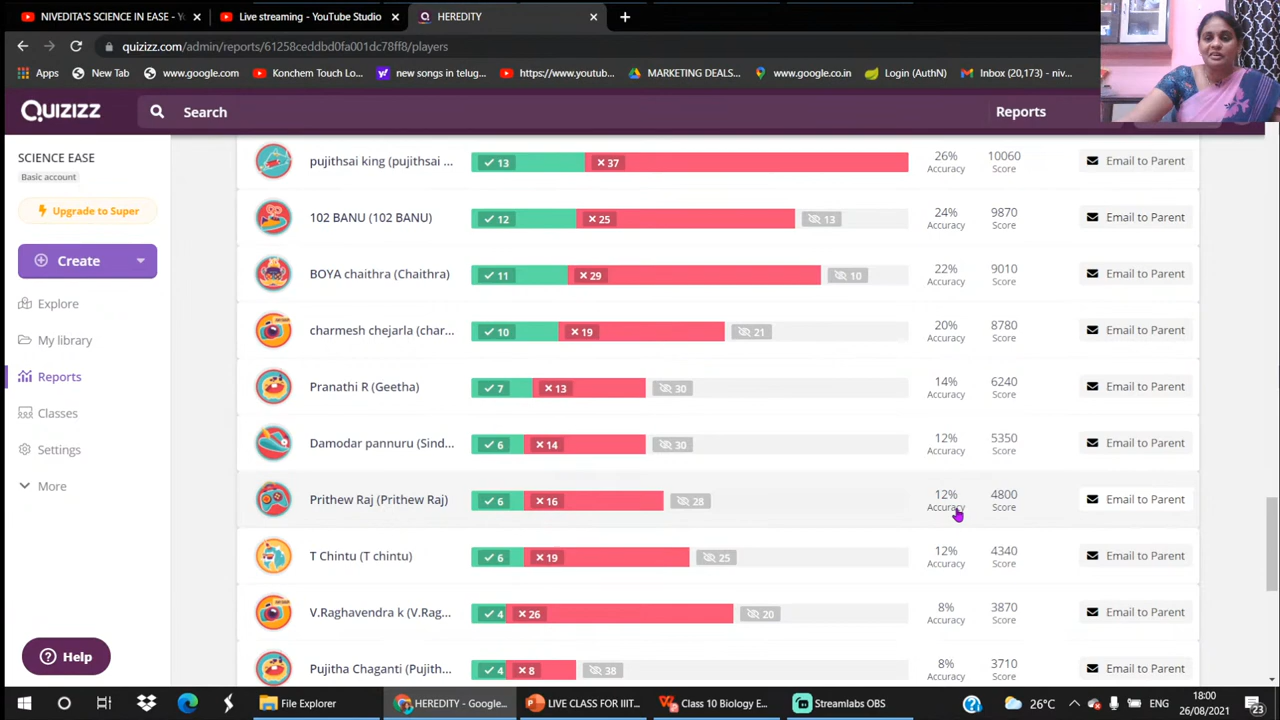 NIVEDITA'S SCIENCE IN EASE - Y
Live streaming - YouTube Studio
HEREDITY
quizizz.com/admin/reports/61258ceddbd0fa001dc78ff8/players
Apps
New Tab
www.google.com
Konchem Touch Lo...
new songs in telug...
https://www.youtub...
MARKETING DEALS...
www.google.co.in
Login (AuthN)
Inbox (20,173) - niv...
QUIZIZZ
Search
Reports
SCIENCE EASE
Basic account
Upgrade to Super
Create
Explore
My library
Reports
Classes
Settings
More
Help
pujithsai king (pujithsai ...
13
37
26%
Accuracy
10060
Score
Email to Parent
102 BANU (102 BANU)
12
25
13
24%
Accuracy
9870
Score
Email to Parent
BOYA chaithra (Chaithra)
11
29
10
22%
Accuracy
9010
Score
Email to Parent
charmesh chejarla (char...
10
19
21
20%
Accuracy
8780
Score
Email to Parent
Pranathi R (Geetha)
7
13
30
14%
Accuracy
6240
Score
Email to Parent
Damodar pannuru (Sind...
6
14
30
12%
Accuracy
5350
Score
Email to Parent
Prithew Raj (Prithew Raj)
6
16
28
12%
Accuracy
4800
Score
Email to Parent
T Chintu (T chintu)
6
19
25
12%
Accuracy
4340
Score
Email to Parent
V.Raghavendra k (V.Rag...
4
26
20
8%
Accuracy
3870
Score
Email to Parent
Pujitha Chaganti (Pujith...
4
8
38
8%
Accuracy
3710
Score
Email to Parent
File Explorer
HEREDITY - Google...
LIVE CLASS FOR IIIT...
Class 10 Biology E...
Streamlabs OBS
26°C
ENG
18:00
26/08/2021
23